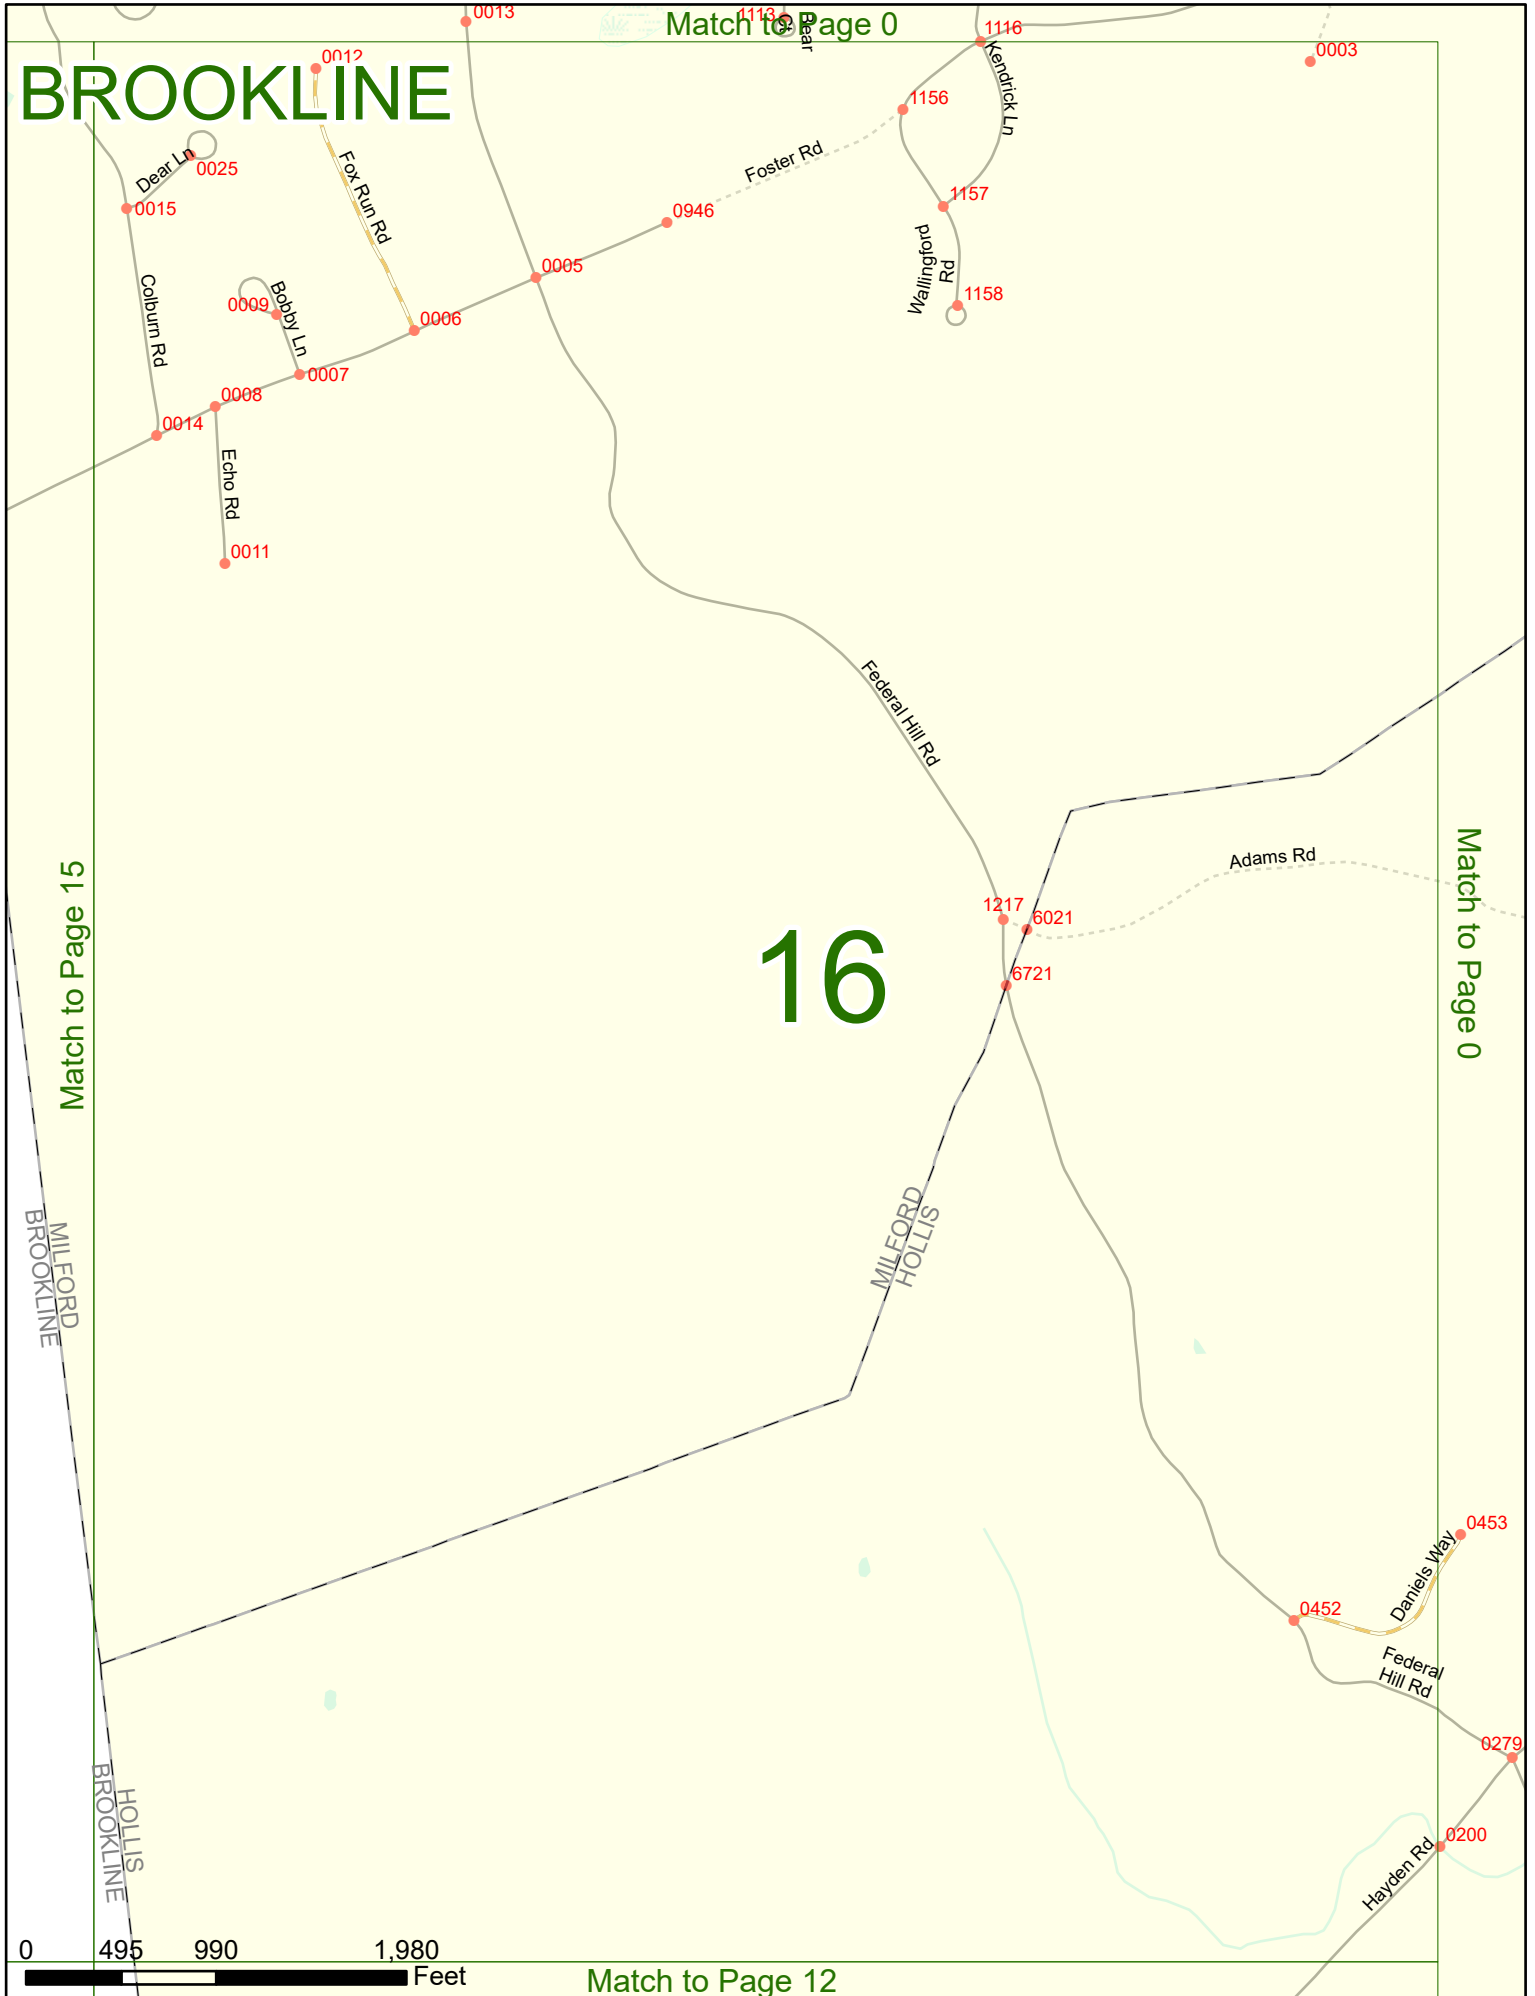 0013
1113
Bear
Ct
Match to Page 0
1116
0003
BROOKLINE
0012
Kendrick Ln
1156
Dear Ln
0025
Fox Run Rd
Foster Rd
0015
0946
1157
Wallingford
Rd
0005
Colburn Rd
0009
Bobby Ln
1158
0006
0007
0008
0014
Echo Rd
0011
Federal Hill Rd
Adams Rd
Match to Page 15
Match to Page 0
1217
6021
16
6721
MILFORD
HOLLIS
MILFORD
BROOKLINE
0453
Daniels Way
0452
Federal
Hill Rd
0279
HOLLIS
BROOKLINE
0200
Hayden Rd
0 495 990 1,980
Feet
Match to Page 12